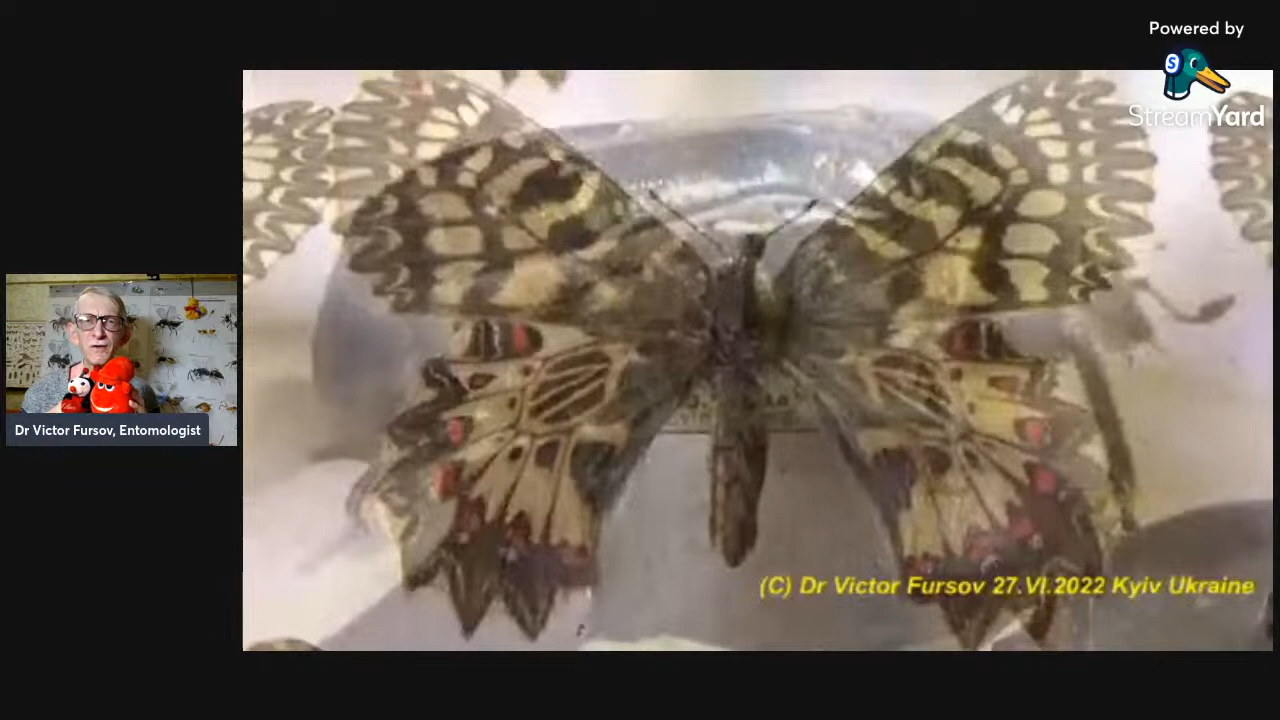 Powered by
StreamYard
Dr Victor Fursov, Entomologist
(C) Dr Victor Fursov 27.VI.2022 Kyiv Ukraine